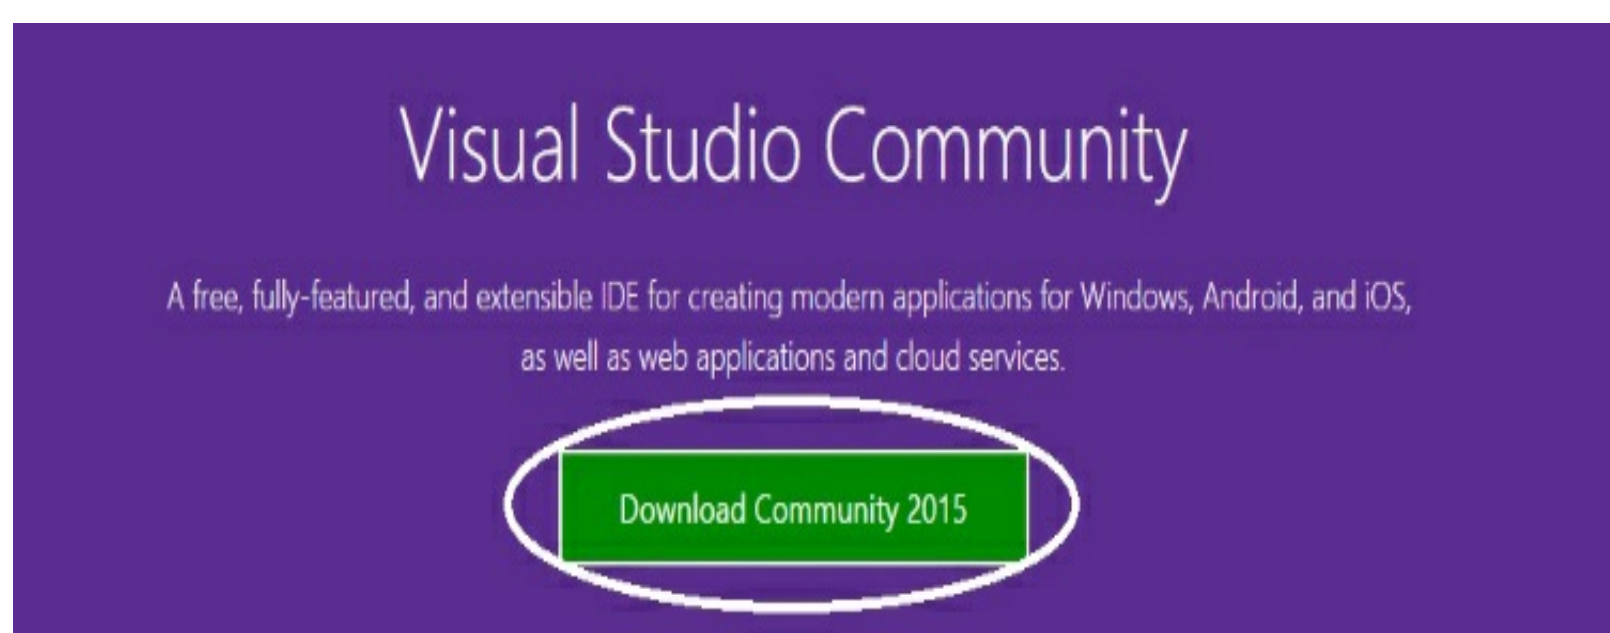 Visual Studio Community
A free, fully-featured, and extensible IDE for creating modern applications for Windows, Android, and iOS,
as well as web applications and cloud services.
Download Community 2015